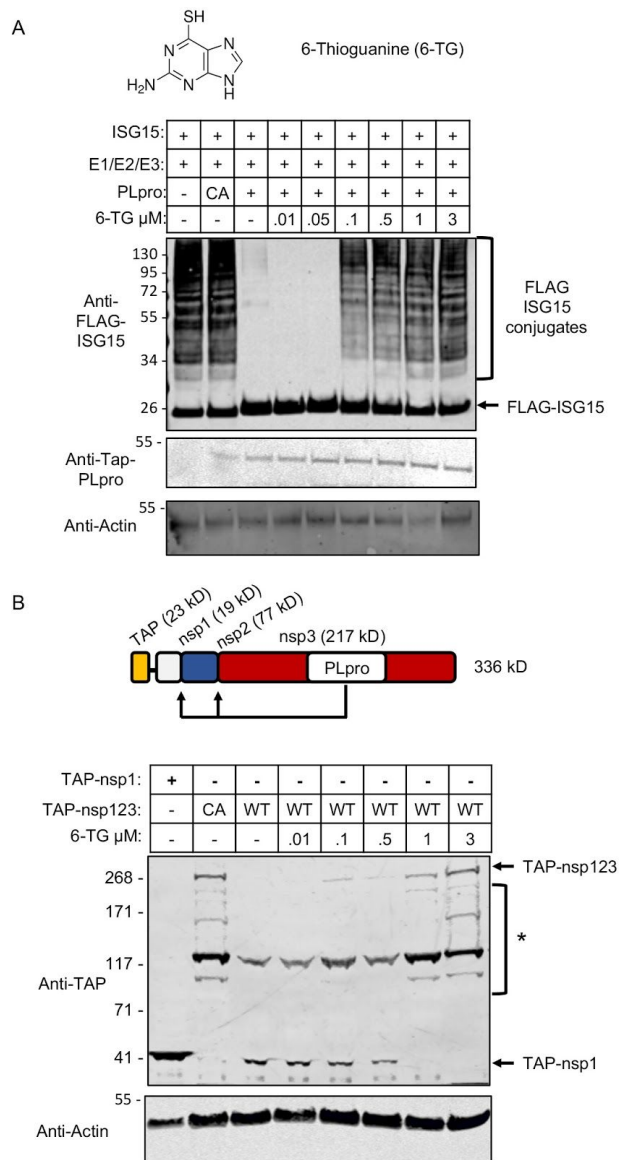 A
SH
N
N
H₂N
N
N
H
6-Thioguanine (6-TG)
ISG15: + + + + + + + + +
E1/E2/E3: + + + + + + + + +
PLpro: - CA + + + + + + +
6-TG µM: - - - .01 .05 .1 .5 1 3
130 -
95 -
72 -
55 -
34 -
26 -
Anti-
FLAG-
ISG15
FLAG
ISG15
conjugates
FLAG-ISG15
55 -
Anti-Tap-
PLpro
55 -
Anti-Actin
B
TAP (23 kD)
nsp1 (19 kD)
nsp2 (77 kD)
nsp3 (217 kD)
PLpro
336 kD
TAP-nsp1: + - - - - - - -
TAP-nsp123: - CA WT WT WT WT WT WT
6-TG µM: - - - .01 .1 .5 1 3
268 -
171 -
117 -
71 -
41 -
Anti-TAP
TAP-nsp123
*
TAP-nsp1
55 -
Anti-Actin